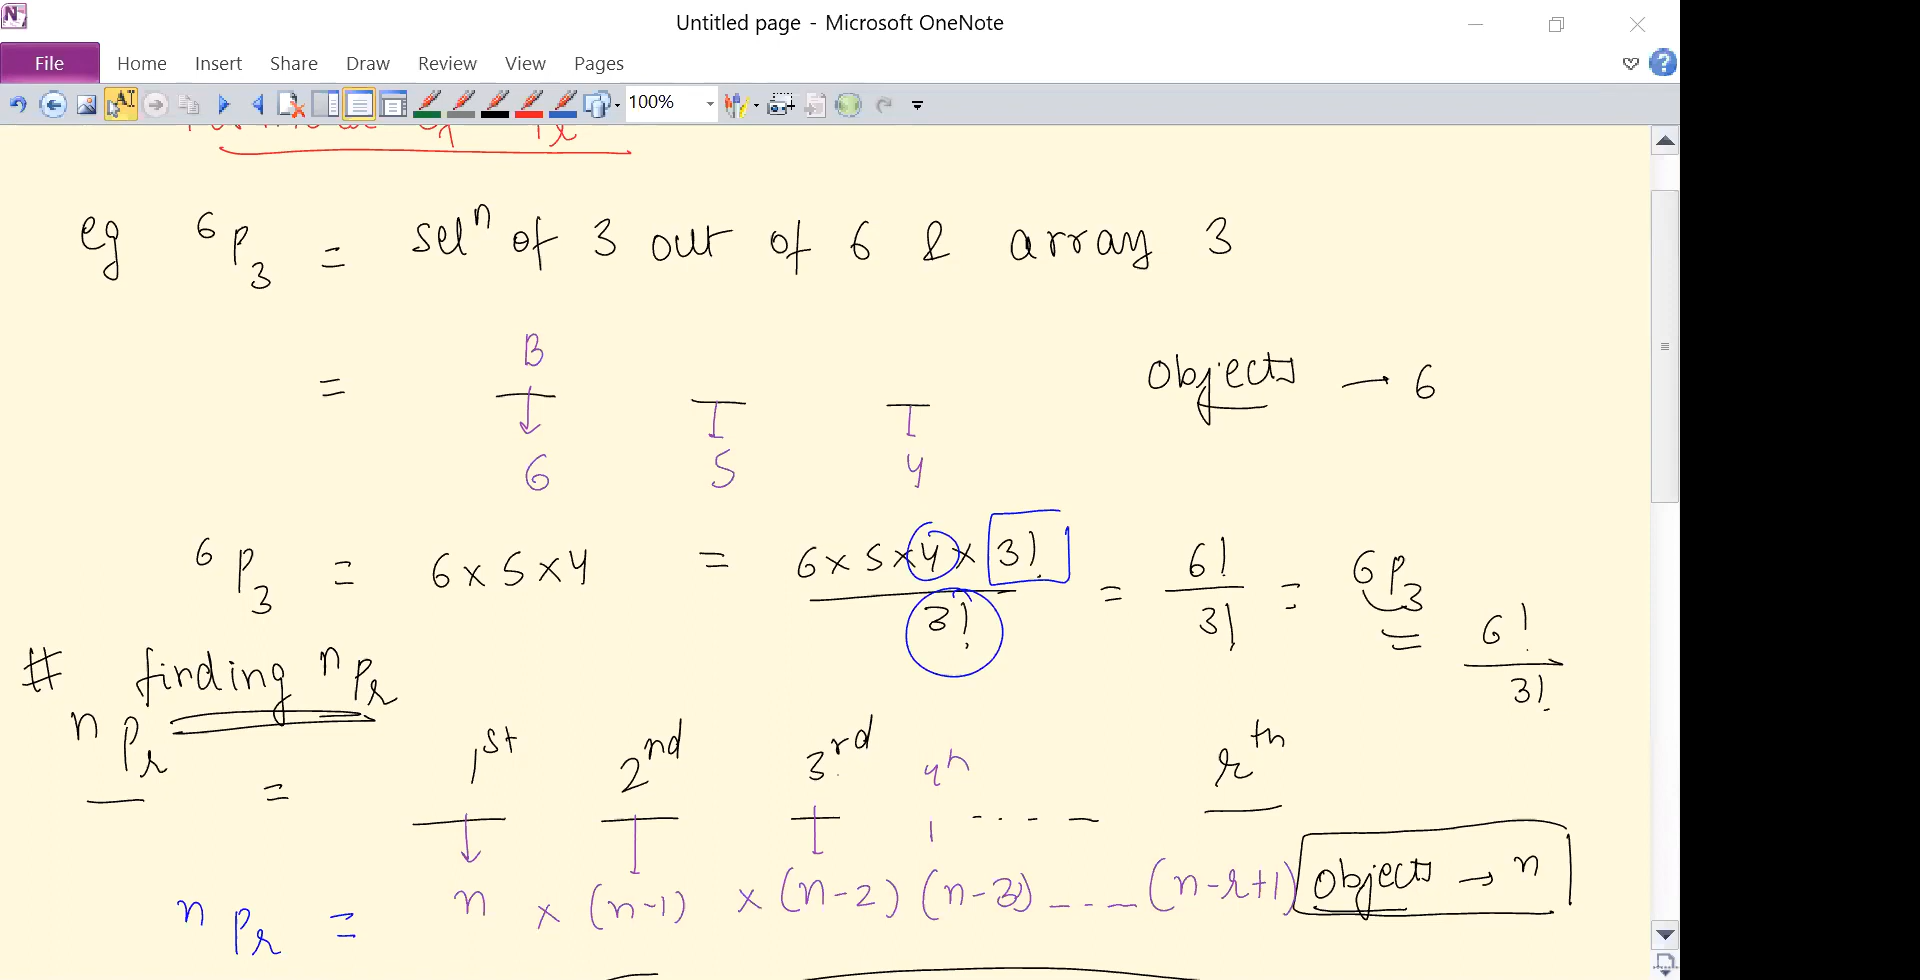 Untitled page - Microsoft OneNote
File Home Insert Share Draw Review View Pages
100%
eg ⁶P₃ = selⁿ of 3 out of 6 & array 3
B
= Objects → 6
6 5 4
⁶P₃ = 6×5×4 = 6×5×4×3! / 3! = 6! / 3! = 6P₃ = 6! / 3!
# finding ⁿPᵣ
ⁿPᵣ = 1st 2nd 3rd 4th ---- rth
ⁿPᵣ = n × (n-1) × (n-2) (n-3) ---- (n-r+1) Objects → n